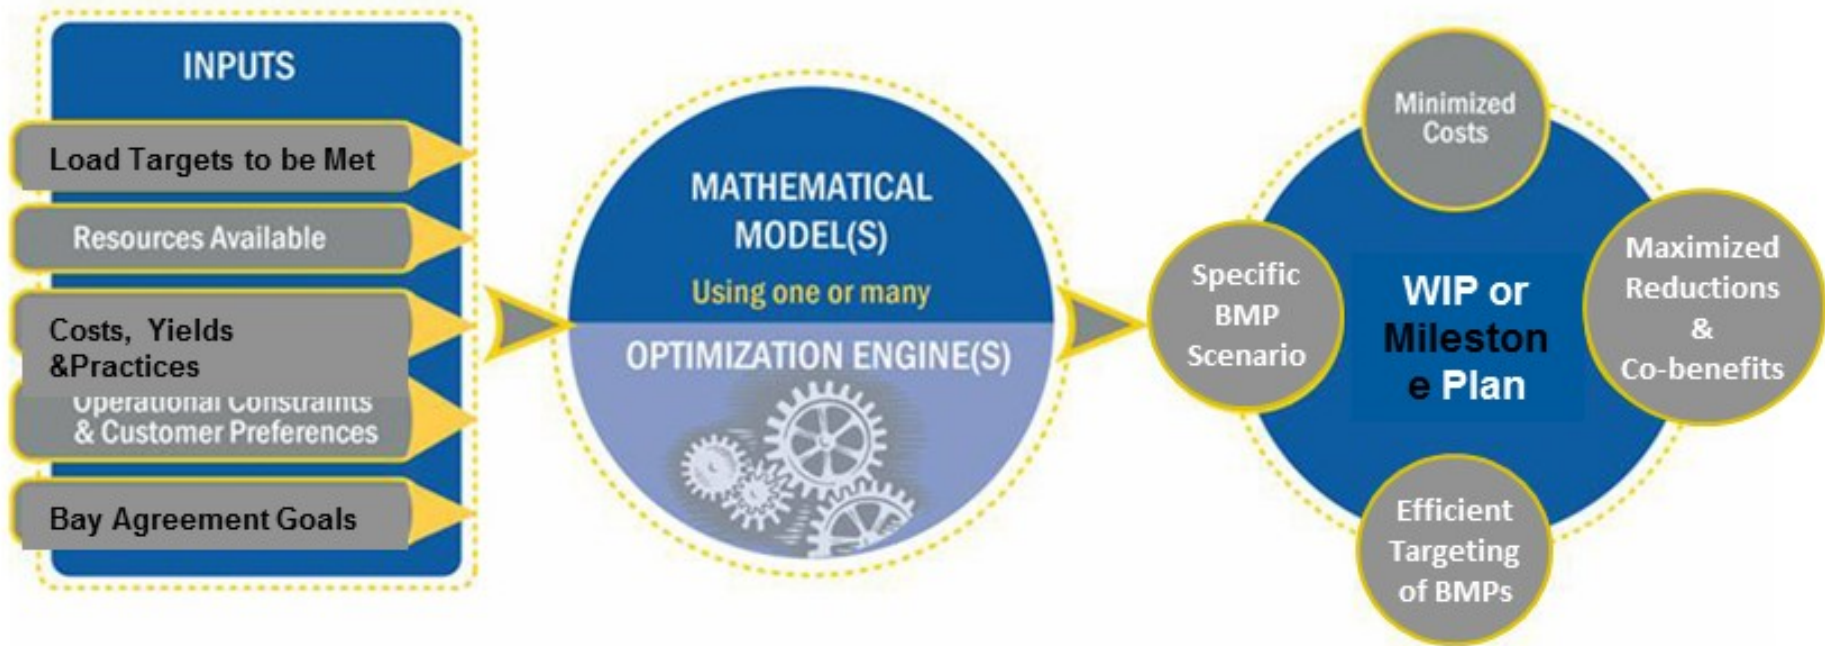 INPUTS
Load Targets to be Met
Resources Available
Costs, Yields
&Practices
Operational Constraints
& Customer Preferences
Bay Agreement Goals
MATHEMATICAL
MODEL(S)
Using one or many
OPTIMIZATION ENGINE(S)
Minimized
Costs
Specific
BMP
Scenario
WIP or
Mileston
e Plan
Maximized
Reductions
&
Co-benefits
Efficient
Targeting
of BMPs